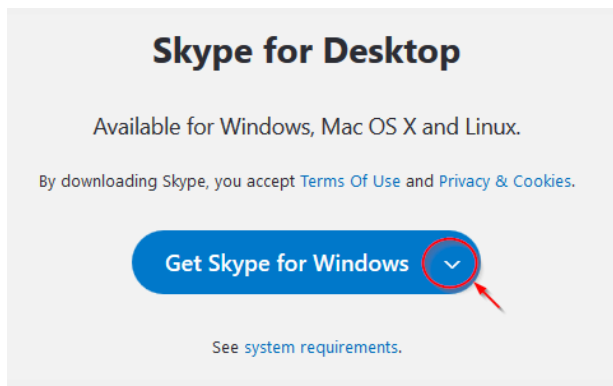 Skype for Desktop
Available for Windows, Mac OS X and Linux.
By downloading Skype, you accept Terms Of Use and Privacy & Cookies.
Get Skype for Windows
See system requirements.